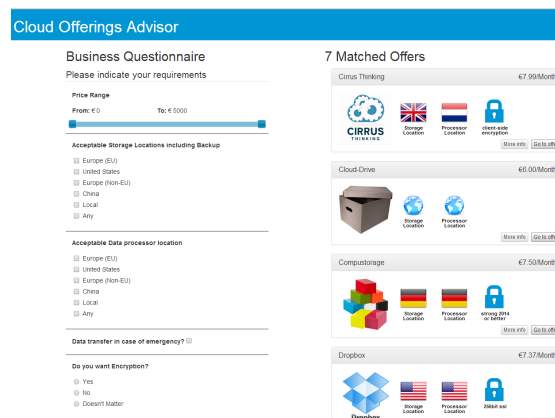 Cloud Offerings Advisor
Business Questionnaire
Please indicate your requirements
Price Range
From: € 0 To: € 5000
Acceptable Storage Locations including Backup
Europe (EU)
United States
Europe (Non-EU)
China
Local
Any
Acceptable Data processor location
Europe (EU)
United States
Europe (Non-EU)
China
Local
Any
Data transfer in case of emergency?
Do you want Encryption?
Yes
No
Doesn't Matter
7 Matched Offers
Cirrus Thinking €7.99/Month
CIRRUS
THINKING
Storage Location
Processor Location
client-side encryption
More info Go to offe
Cloud-Drive €6.00/Month
Storage Location
Processor Location
More info Go to offe
Compustorage €7.50/Month
Storage Location
Processor Location
strong 2014 or better
More info Go to offe
Dropbox €7.37/Month
Dropbox
Storage Location
Processor Location
256bit ssl